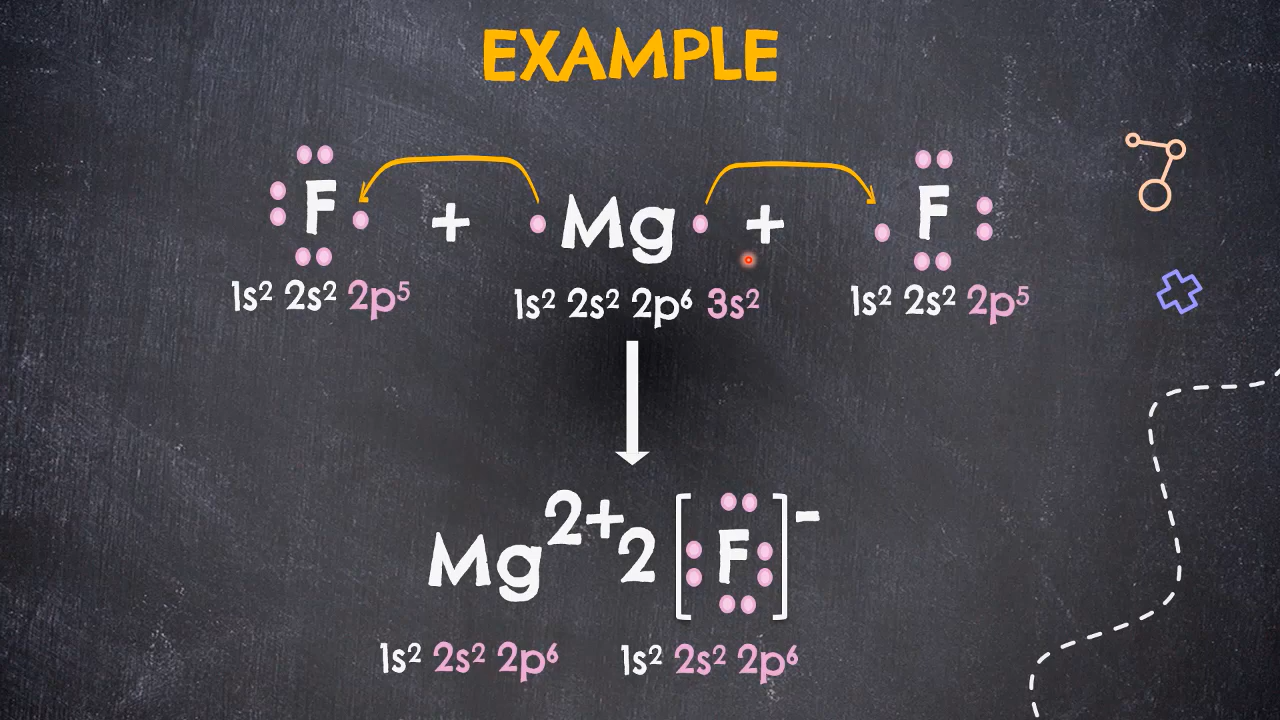 EXAMPLE
F + Mg + F
1s² 2s² 2p⁵ 1s² 2s² 2p⁶ 3s² 1s² 2s² 2p⁵
Mg²⁺ 2 [F]⁻
1s² 2s² 2p⁶ 1s² 2s² 2p⁶